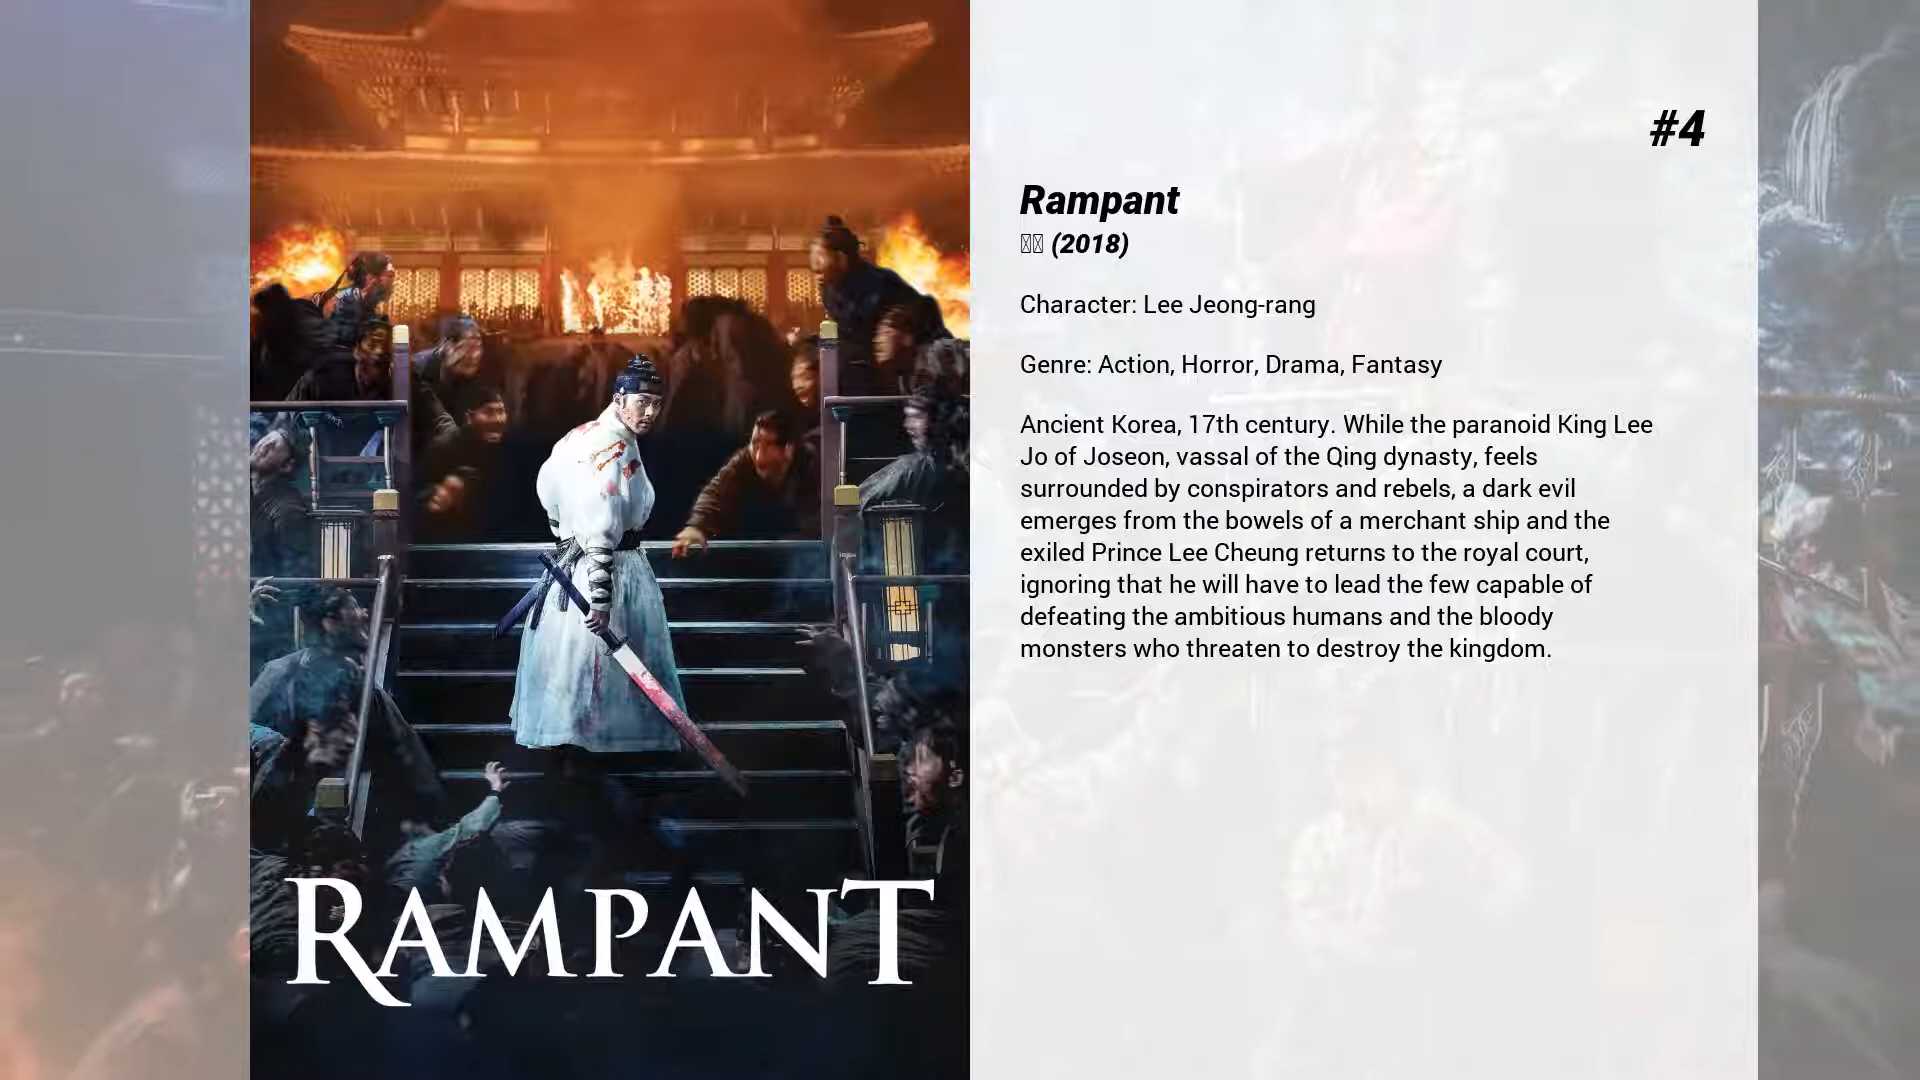 #4
Rampant
(2018)
Character: Lee Jeong-rang
Genre: Action, Horror, Drama, Fantasy
Ancient Korea, 17th century. While the paranoid King Lee
Jo of Joseon, vassal of the Qing dynasty, feels
surrounded by conspirators and rebels, a dark evil
emerges from the bowels of a merchant ship and the
exiled Prince Lee Cheung returns to the royal court,
ignoring that he will have to lead the few capable of
defeating the ambitious humans and the bloody
monsters who threaten to destroy the kingdom.
RAMPANT